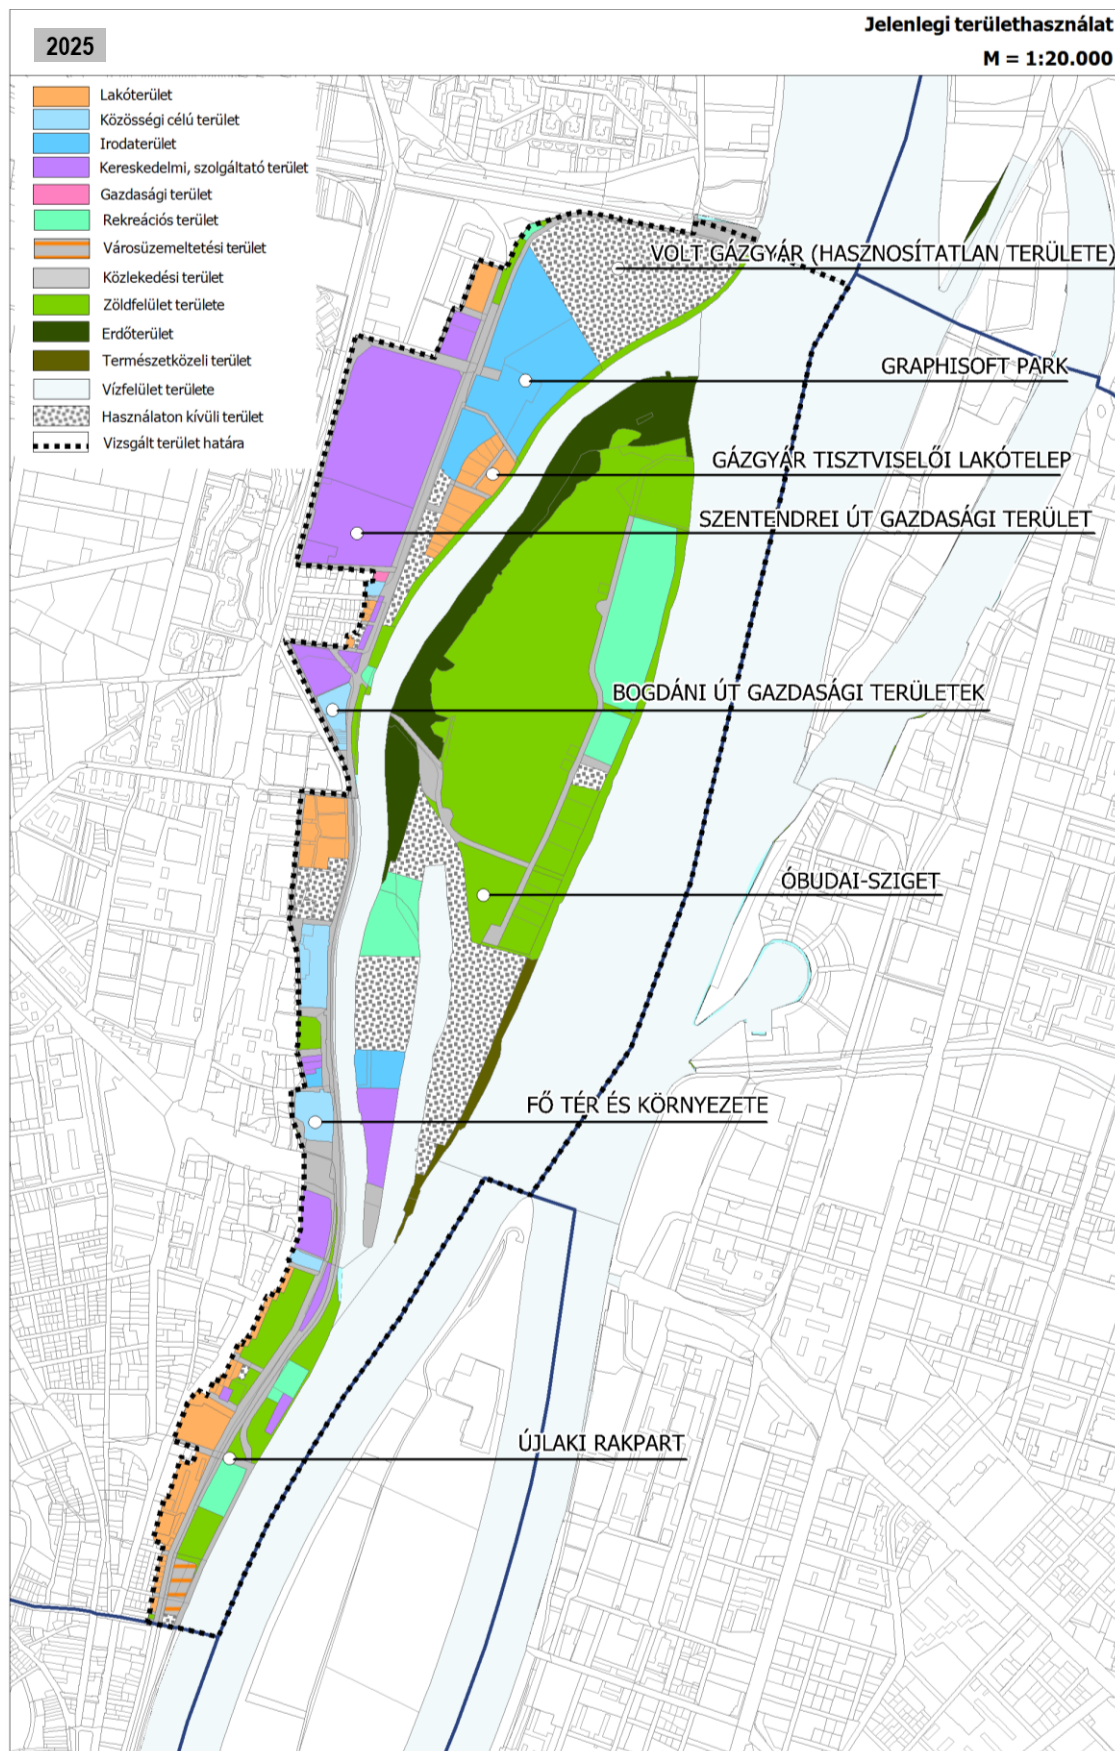 2025
Jelenlegi területhasználat
M = 1:20.000
Lakóterület
Közösségi célú terület
Irodaterület
Kereskedelmi, szolgáltató terület
Gazdasági terület
Rekreációs terület
Városüzemeltetési terület
Közlekedési terület
Zöldfelület területe
Erdőterület
Természetközeli terület
Vízfelület területe
Használaton kívüli terület
Vizsgált terület határa
VOLT GÁZGYÁR (HASZNOSÍTATLAN TERÜLETE)
GRAPHISOFT PARK
GÁZGYÁR TISZTVISELŐI LAKÓTELEP
SZENTENDREI ÚT GAZDASÁGI TERÜLET
BOGDÁNI ÚT GAZDASÁGI TERÜLETEK
ÓBUDAI-SZIGET
FŐ TÉR ÉS KÖRNYEZETE
ÚJLAKI RAKPART